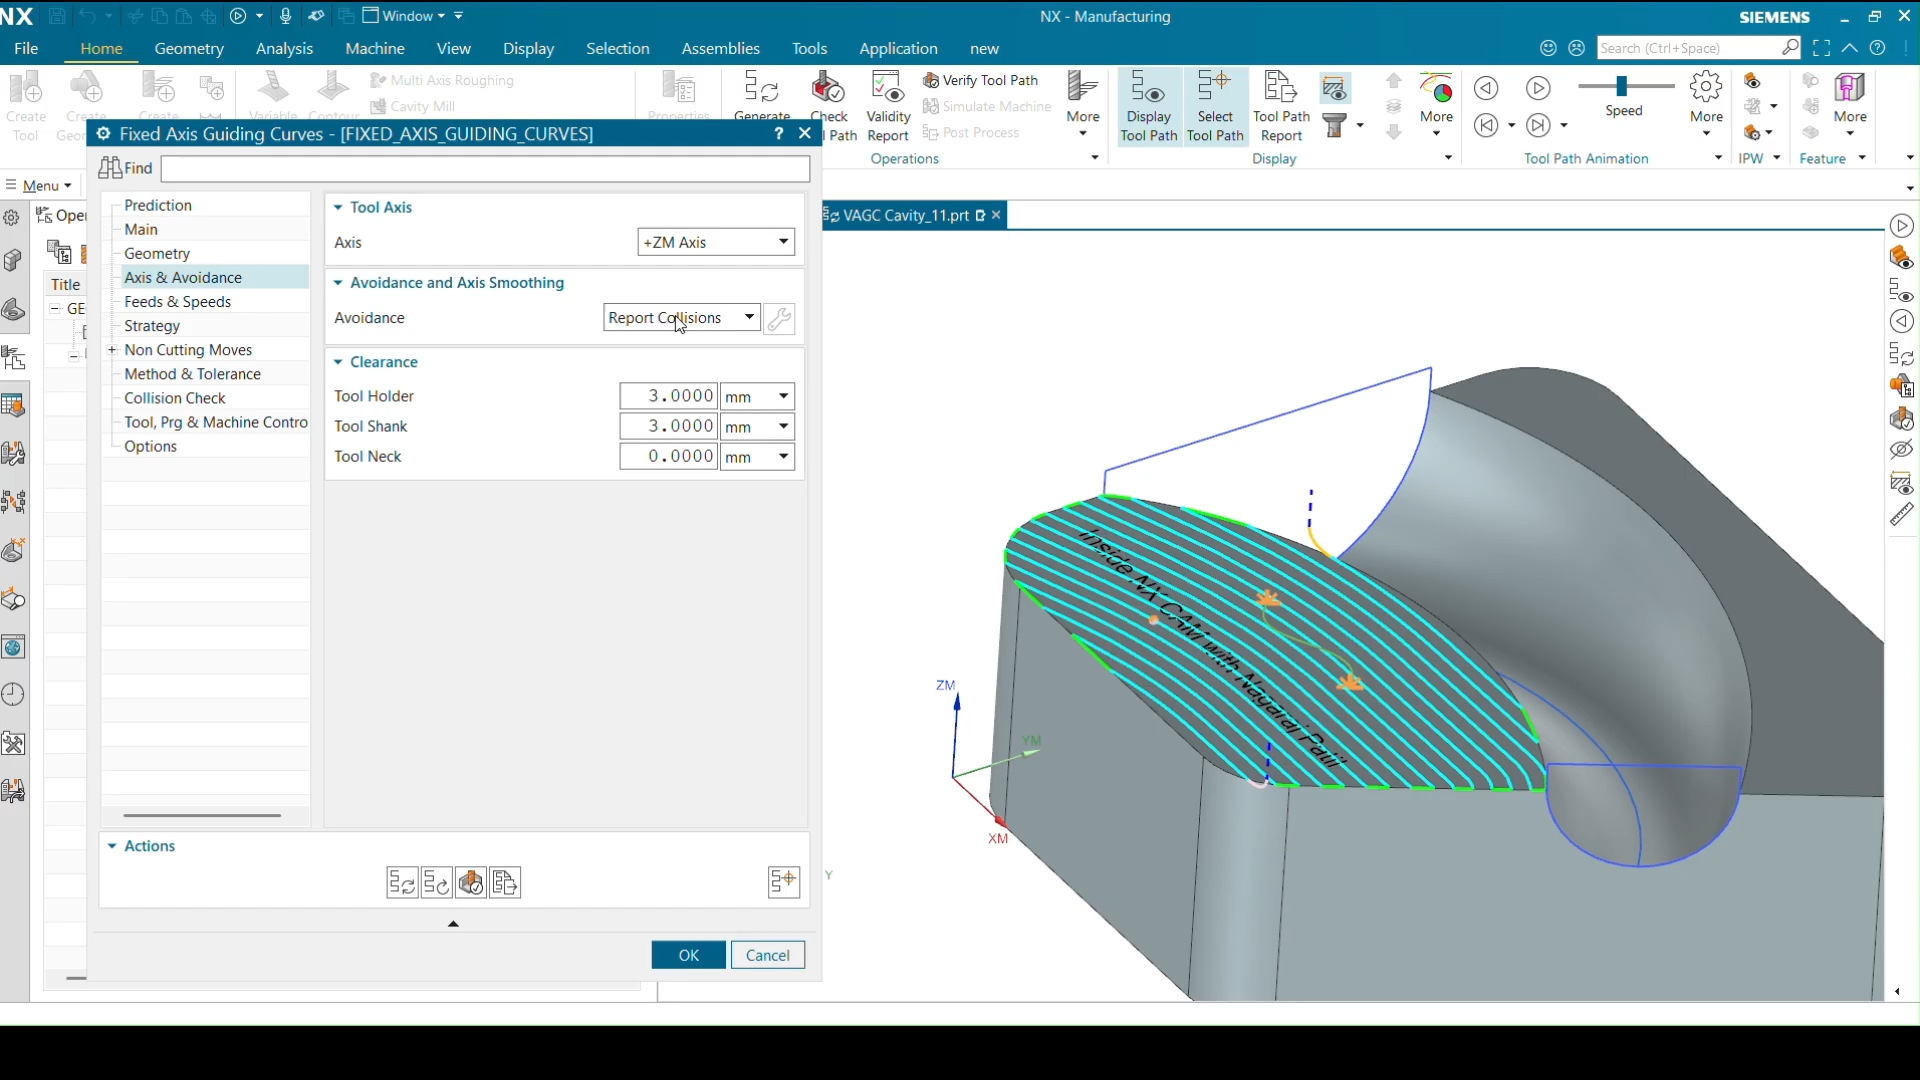 NX
Window
NX - Manufacturing
SIEMENS
File
Home
Geometry
Analysis
Machine
View
Display
Selection
Assemblies
Tools
Application
new
Search (Ctrl+Space)
Create
Tool
Create
Create
Variable
Contour
Multi Axis Roughing
Cavity Mill
Properties
Generate
Check
Path
Validity
Report
Verify Tool Path
Simulate Machine
Post Process
More
Operations
Display
Tool Path
Select
Tool Path
Tool Path
Report
More
Display
Speed
More
Tool Path Animation
IPW
More
Feature
Menu
Fixed Axis Guiding Curves - [FIXED_AXIS_GUIDING_CURVES]
?
Find
VAGC Cavity_11.prt
Title
Prediction
Main
Geometry
Axis & Avoidance
Feeds & Speeds
Strategy
Non Cutting Moves
Method & Tolerance
Collision Check
Tool, Prg & Machine Contro
Options
Tool Axis
Axis
+ZM Axis
Avoidance and Axis Smoothing
Avoidance
Report Collisions
Clearance
Tool Holder
3.0000
mm
Tool Shank
3.0000
mm
Tool Neck
0.0000
mm
Actions
OK
Cancel
Inside NX CAM with Nagaraj Patil
ZM
YM
XM
Y